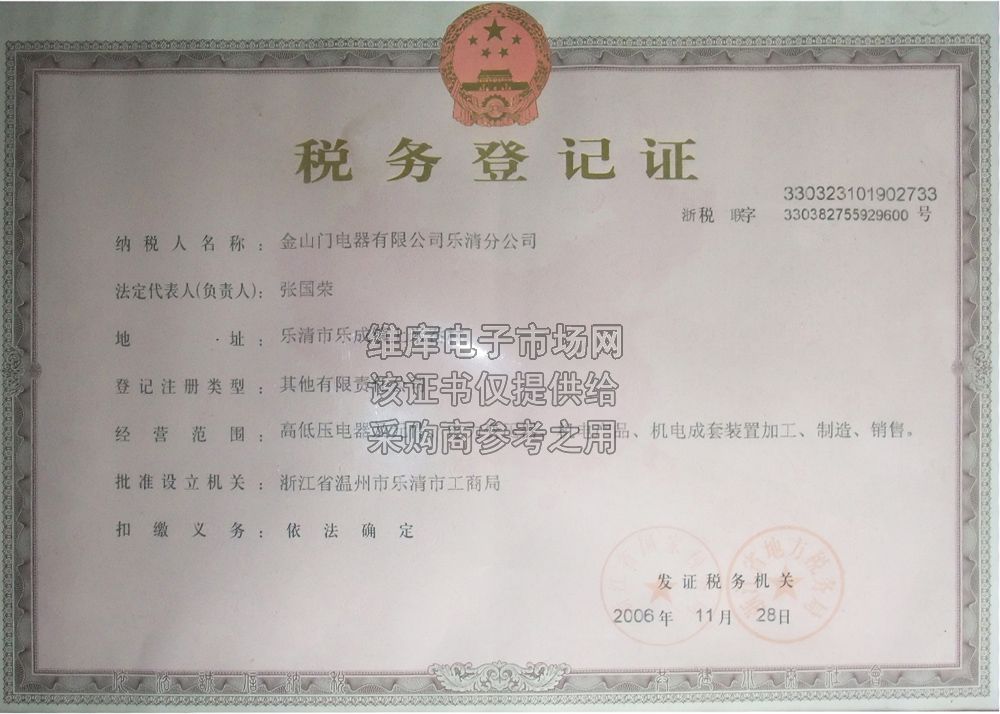 税务登记证
330323101902733
浙税 联字 330382755929600 号
纳税人名称：金山门电器有限公司乐清分公司
法定代表人(负责人)：张国荣
地址：乐清市乐成
登记注册类型：其他有限责
经营范围：高低压电器 品、机电成套装置加工、制造、销售。
批准设立机关：浙江省温州市乐清市工商局
扣缴义务：依法确定
维库电子市场网
该证书仅提供给
采购商参考之用
发证税务机关
2006年 11月 28日